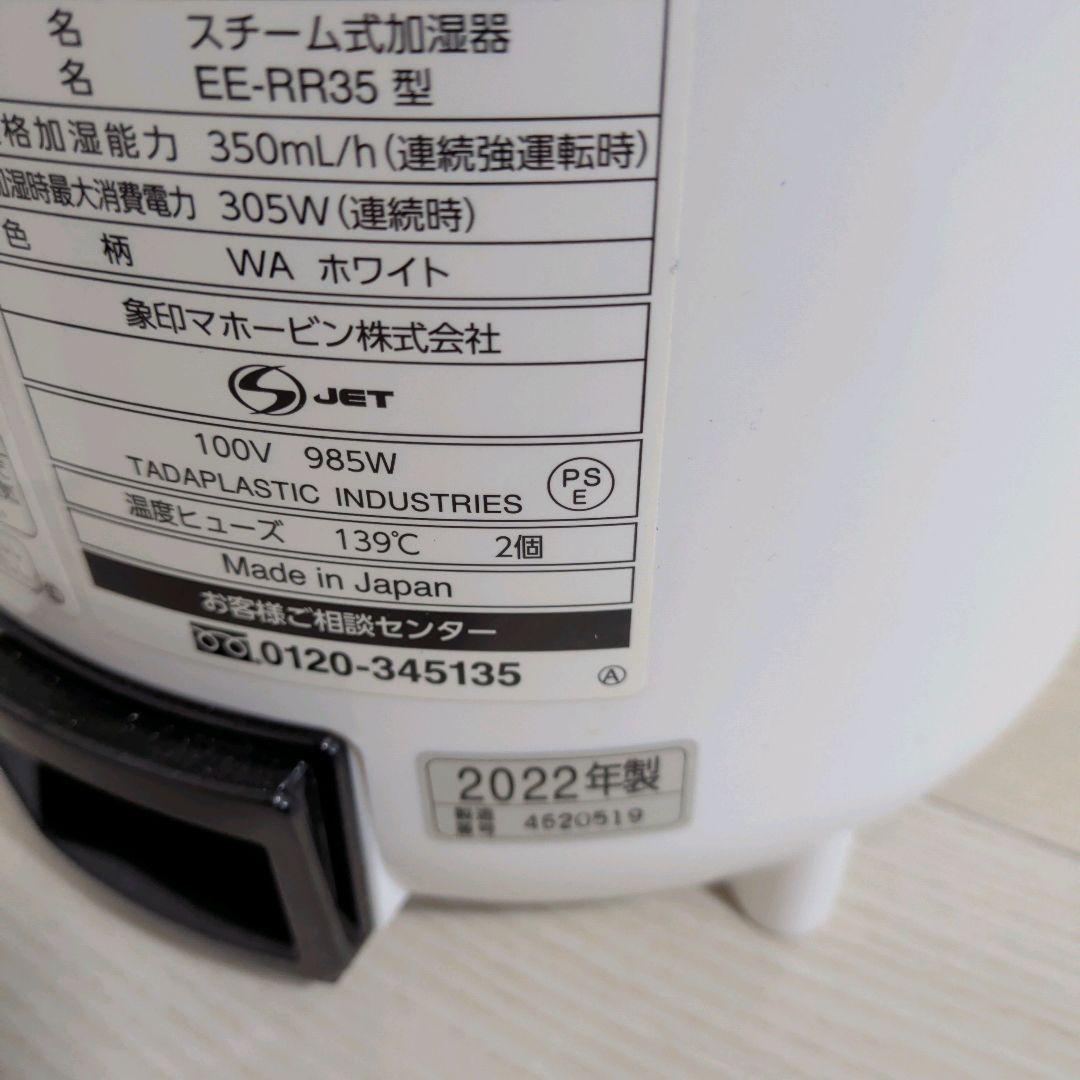 名 スチーム式加湿器
名 EE-RR35 型
格加湿能力 350mL/h(連続強運転時)
加湿時最大消費電力 305W(連続時)
色 柄 WA ホワイト
象印マホービン株式会社
S JET
100V 985W
TADAPLASTIC INDUSTRIES
PS
E
温度ヒューズ 139℃ 2個
Made in Japan
お客様ご相談センター
0120-345135 A
2022年製
製造
番号 4620519